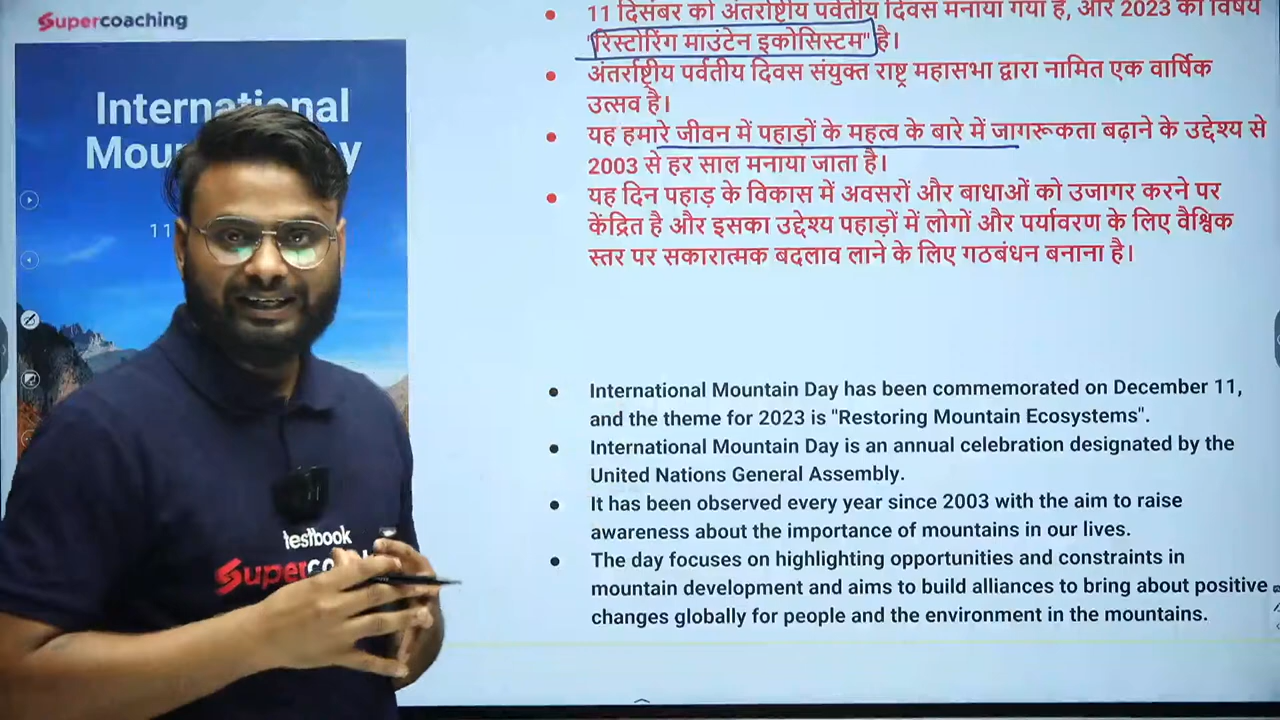 Supercoaching
International
11 दिसंबर को अंतर्राष्ट्रीय पर्वतीय दिवस मनाया गया है, और 2023 का विषय
"रिस्टोरिंग माउंटेन इकोसिस्टम" है।
अंतर्राष्ट्रीय पर्वतीय दिवस संयुक्त राष्ट्र महासभा द्वारा नामित एक वार्षिक
उत्सव है।
यह हमारे जीवन में पहाड़ों के महत्व के बारे में जागरूकता बढ़ाने के उद्देश्य से
2003 से हर साल मनाया जाता है।
यह दिन पहाड़ के विकास में अवसरों और बाधाओं को उजागर करने पर
केंद्रित है और इसका उद्देश्य पहाड़ों में लोगों और पर्यावरण के लिए वैश्विक
स्तर पर सकारात्मक बदलाव लाने के लिए गठबंधन बनाना है।
International Mountain Day has been commemorated on December 11,
and the theme for 2023 is "Restoring Mountain Ecosystems".
International Mountain Day is an annual celebration designated by the
United Nations General Assembly.
It has been observed every year since 2003 with the aim to raise
awareness about the importance of mountains in our lives.
The day focuses on highlighting opportunities and constraints in
mountain development and aims to build alliances to bring about positive
changes globally for people and the environment in the mountains.
11
testbook